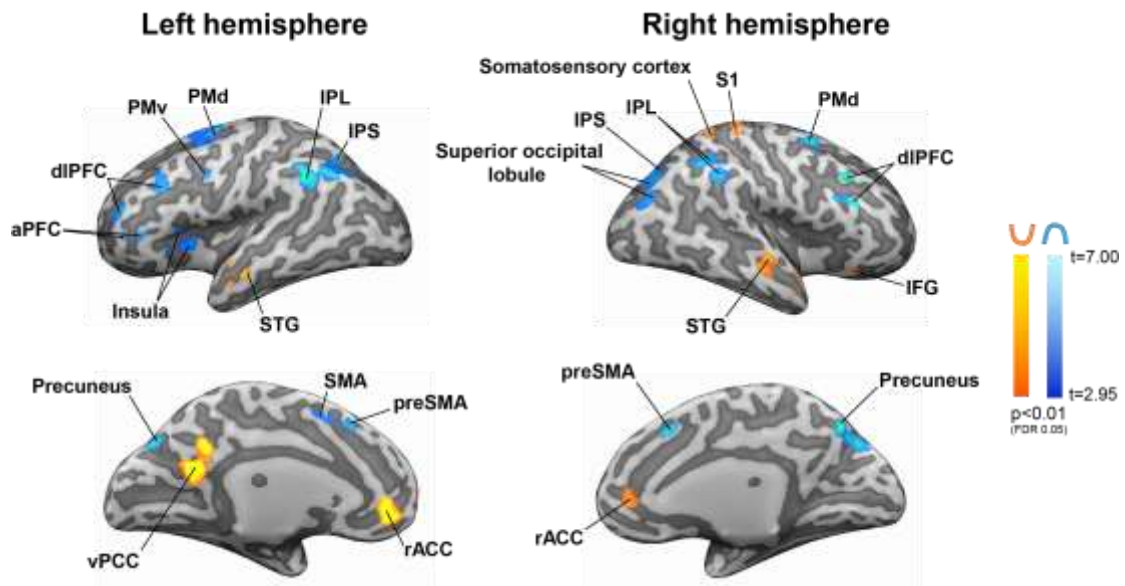 Left hemisphere
Right hemisphere
PMv
PMd
IPL
IPS
dlPFC
aPFC
Insula
STG
Somatosensory cortex
S1
IPL
PMd
IPS
Superior occipital
lobule
dlPFC
IFG
STG
t=7.00
t=2.95
p<0.01
(FDR 0.05)
Precuneus
SMA
preSMA
vPCC
rACC
preSMA
Precuneus
rACC